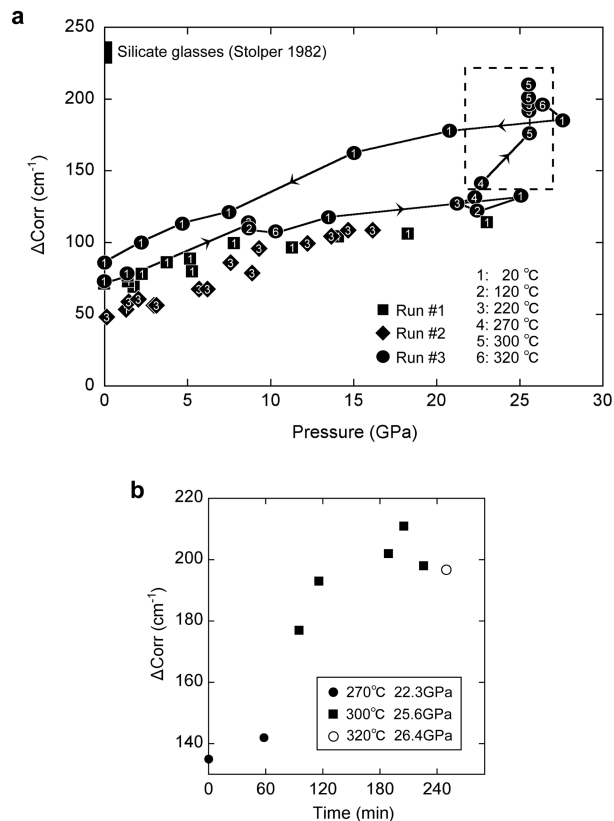 a
Silicate glasses (Stolper 1982)
250
200
150
100
50
0
ΔCorr (cm⁻¹)
0 5 10 15 20 25 30
Pressure (GPa)
Run #1
Run #2
Run #3
1: 20 °C
2: 120 °C
3: 220 °C
4: 270 °C
5: 300 °C
6: 320 °C
b
220
200
180
160
140
ΔCorr (cm⁻¹)
0 60 120 180 240
Time (min)
270°C 22.3GPa
300°C 25.6GPa
320°C 26.4GPa